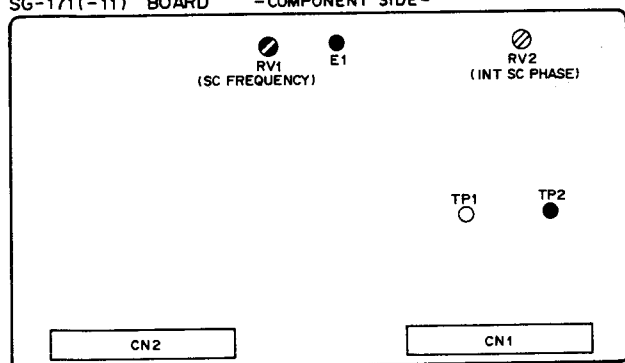 SG-171(-11) BOARD -COMPONENT SIDE-
RV1
(SC FREQUENCY)
E1
RV2
(INT SC PHASE)
TP1
TP2
CN2
CN1